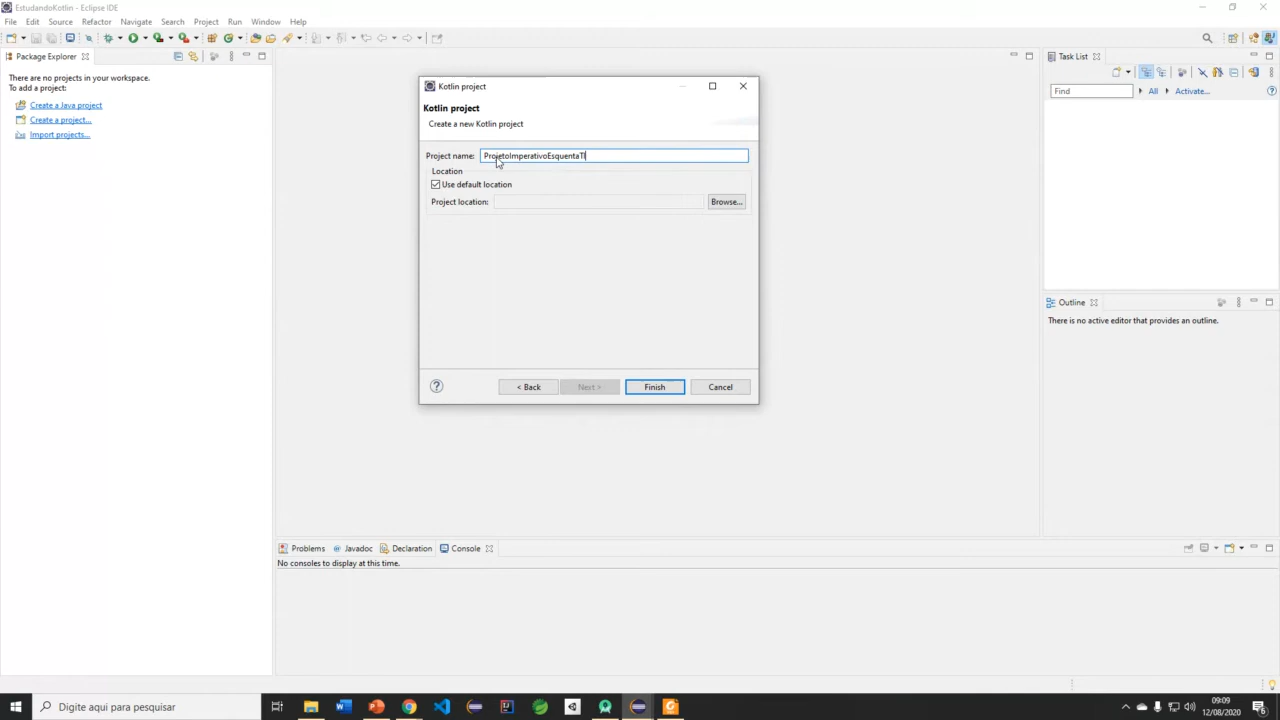 EstudandoKotlin - Eclipse IDE
File Edit Source Refactor Navigate Search Project Run Window Help
Package Explorer
There are no projects in your workspace.
To add a project:
Create a Java project
Create a project...
Import projects...
Kotlin project
Kotlin project
Create a new Kotlin project
Project name: ProjetoImperativoEsquentaTI
Location
Use default location
Project location:
Browse...
< Back
Next >
Finish
Cancel
Task List
Find
All
Activate...
Outline
There is no active editor that provides an outline.
Problems Javadoc Declaration Console
No consoles to display at this time.
Digite aqui para pesquisar
09:09
12/08/2020